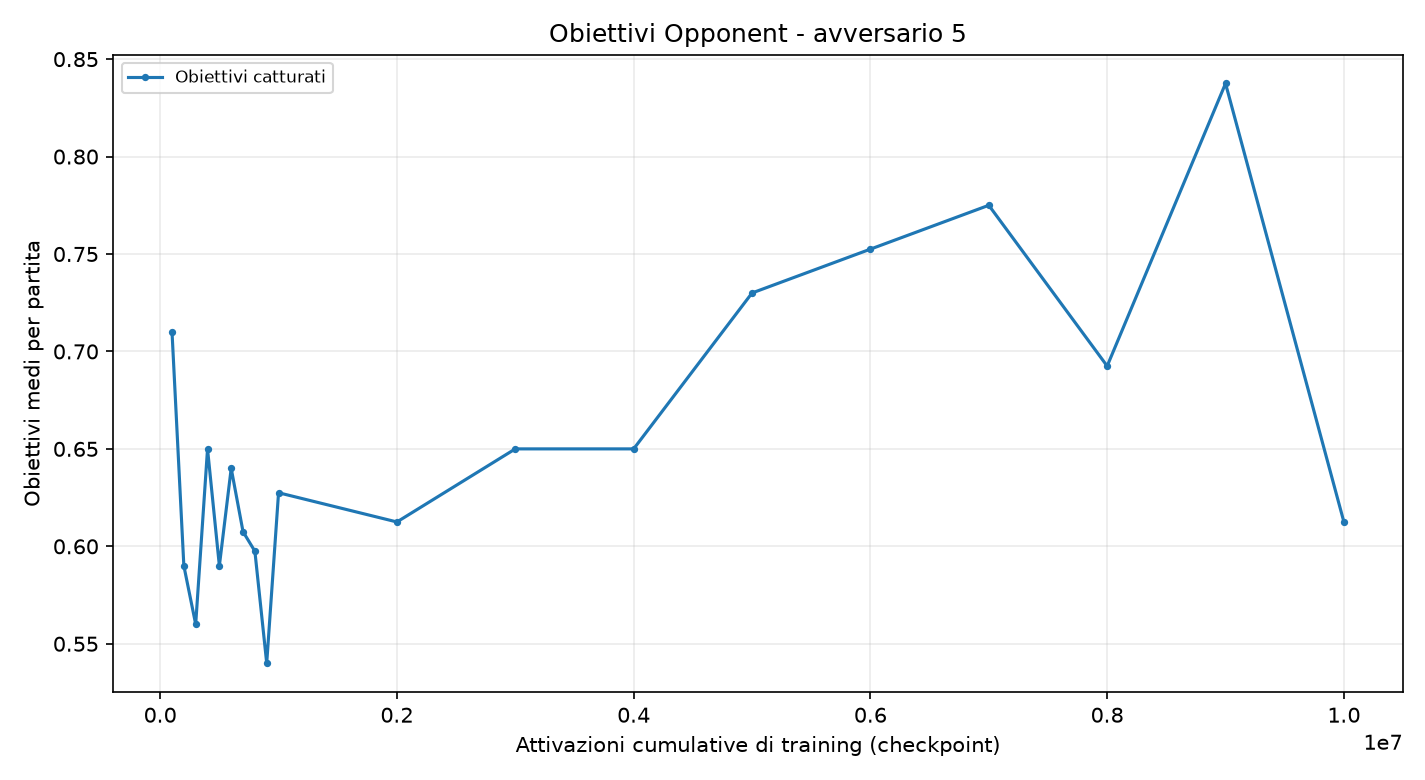 Obiettivi Opponent - avversario 5
Obiettivi catturati
Obiettivi medi per partita
0.85
0.80
0.75
0.70
0.65
0.60
0.55
0.0 0.2 0.4 0.6 0.8 1.0
1e7
Attivazioni cumulative di training (checkpoint)